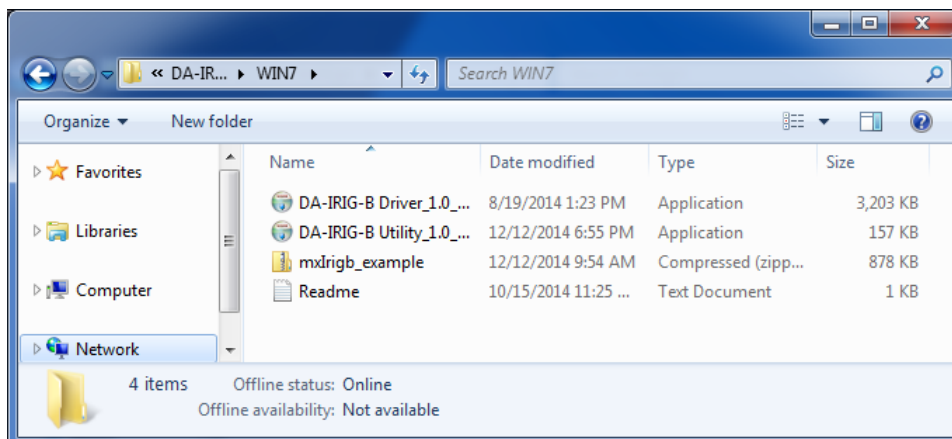 « DA-IR... ▸ WIN7 ▸ Search WIN7
Organize ▾ New folder
Name Date modified Type Size
Favorites
DA-IRIG-B Driver_1.0_... 8/19/2014 1:23 PM Application 3,203 KB
Libraries
DA-IRIG-B Utility_1.0_... 12/12/2014 6:55 PM Application 157 KB
mxIrigb_example 12/12/2014 9:54 AM Compressed (zipp... 878 KB
Computer
Readme 10/15/2014 11:25 ... Text Document 1 KB
Network
4 items Offline status: Online
Offline availability: Not available